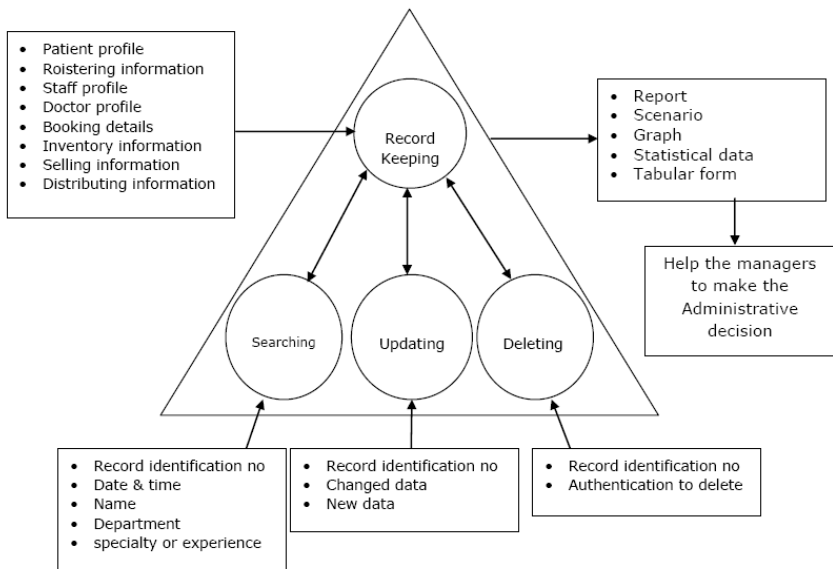 • Patient profile
• Roistering information
• Staff profile
• Doctor profile
• Booking details
• Inventory information
• Selling information
• Distributing information
Record
Keeping
• Report
• Scenario
• Graph
• Statistical data
• Tabular form
Help the managers
to make the
Administrative
decision
Searching
Updating
Deleting
• Record identification no
• Date & time
• Name
• Department
• specialty or experience
• Record identification no
• Changed data
• New data
• Record identification no
• Authentication to delete